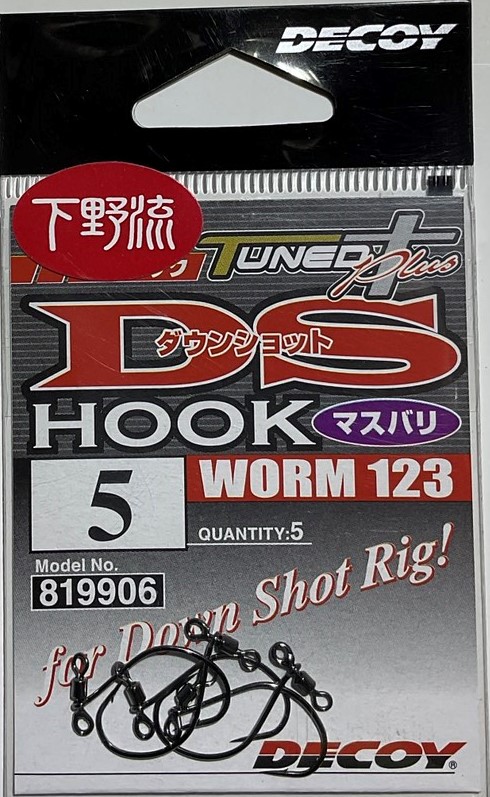 DECOY
下野流
TUNED Plus
DS
ダウンショット
HOOK マスバリ
5 WORM 123
QUANTITY:5
Model No.
819906
for Down Shot Rig!
DECOY®